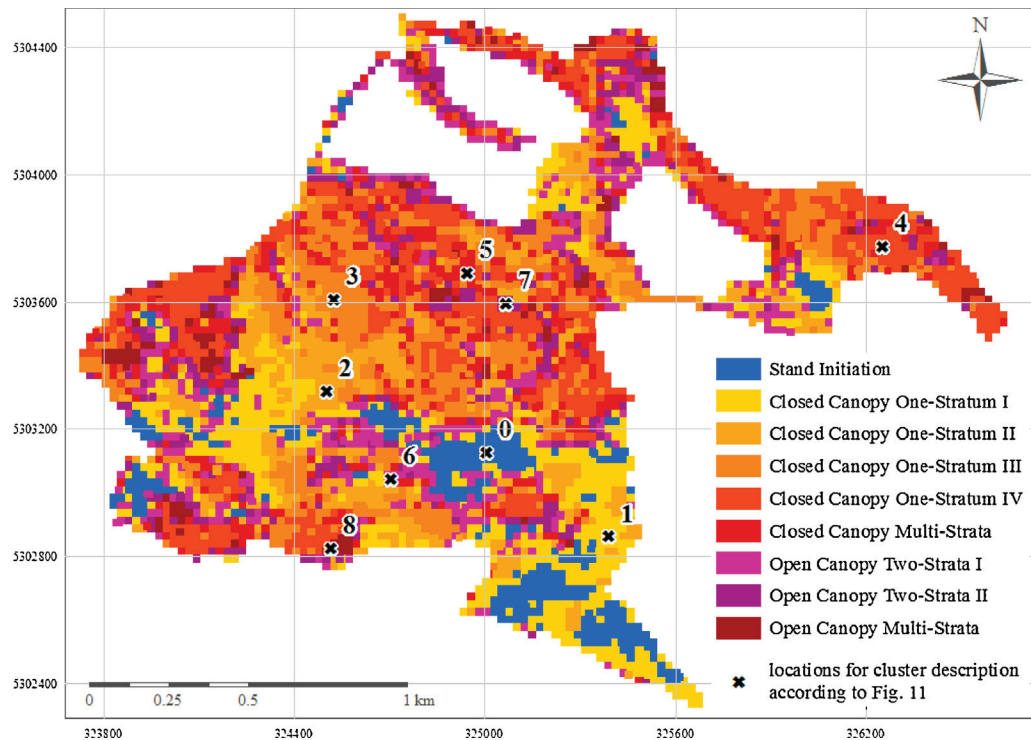 N
5304400
5304000
5303600
5303200
5302800
5302400
4
5
3
7
2
0
6
1
8
Stand Initiation
Closed Canopy One-Stratum I
Closed Canopy One-Stratum II
Closed Canopy One-Stratum III
Closed Canopy One-Stratum IV
Closed Canopy Multi-Strata
Open Canopy Two-Strata I
Open Canopy Two-Strata II
Open Canopy Multi-Strata
locations for cluster description
according to Fig. 11
0 0.25 0.5 1 km
323800 324400 325000 325600 326200